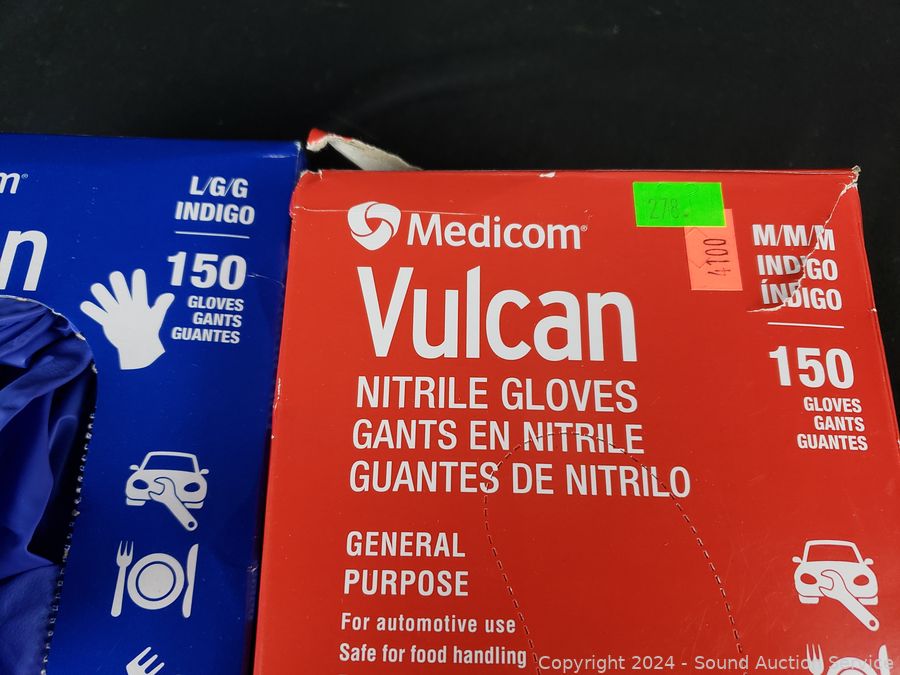 m®
n
L/G/G
INDIGO
150
GLOVES
GANTS
GUANTES
Medicom®
Vulcan
NITRILE GLOVES
GANTS EN NITRILE
GUANTES DE NITRILO
GENERAL
PURPOSE
For automotive use
Safe for food handling
278
4100
M/M/M
INDIGO
ÍNDIGO
150
GLOVES
GANTS
GUANTES
Copyright © 2024 - Sound Auction Service